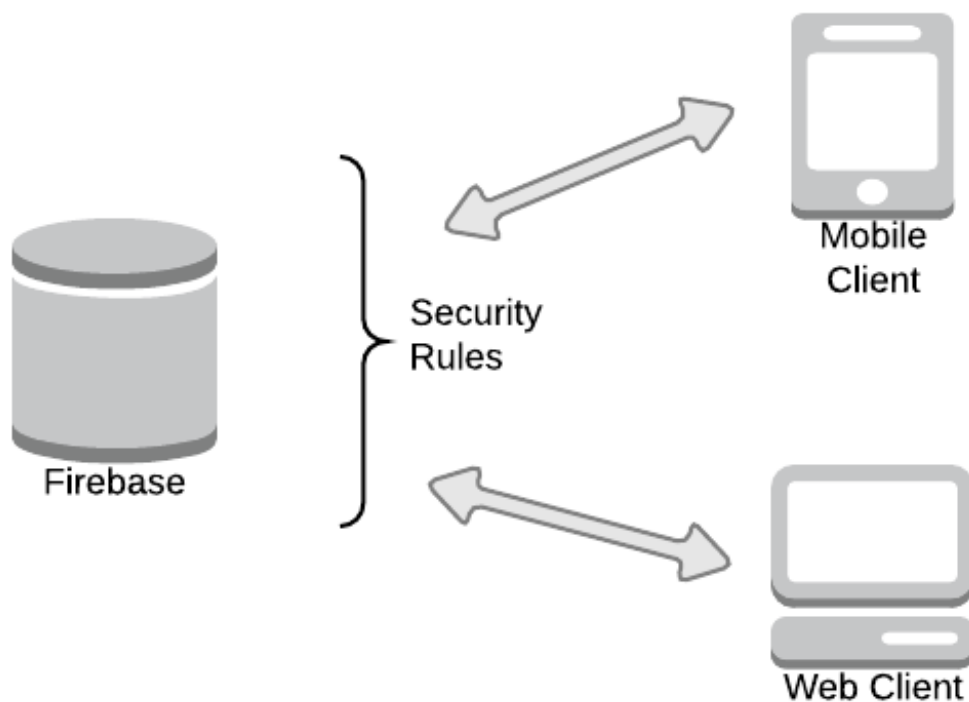 Mobile
Client
Security
Rules
Firebase
Web Client